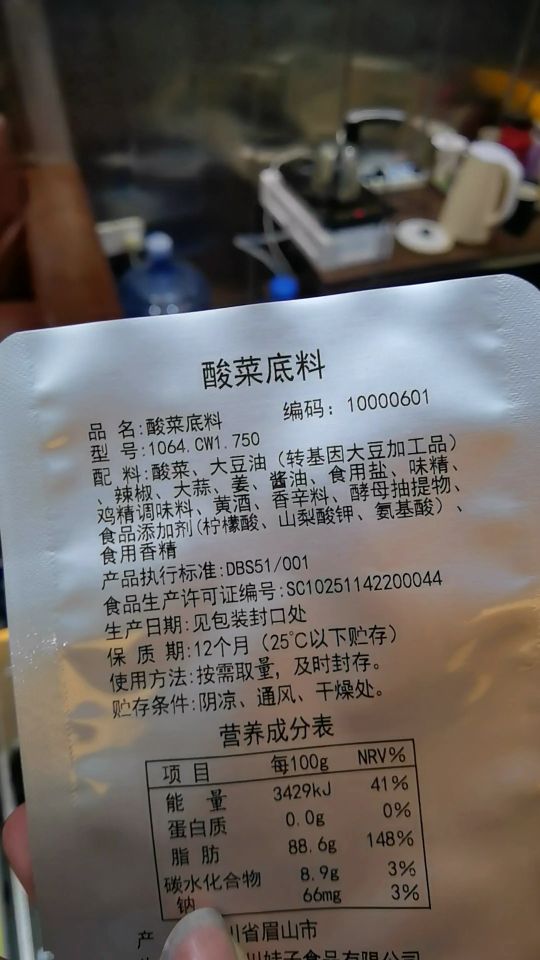 酸菜底料
品 名:酸菜底料 编码: 10000601
型 号:1064.CW1.750
配 料:酸菜、大豆油（转基因大豆加工品）
、辣椒、大蒜、姜、酱油、食用盐、味精、
鸡精调味料、黄酒、香辛料、酵母抽提物、
食品添加剂(柠檬酸、山梨酸钾、氨基酸）、
食用香精
产品执行标准:DBS51/001
食品生产许可证编号:SC10251142200044
生产日期:见包装封口处
保 质 期:12个月（25℃以下贮存）
使用方法:按需取量, 及时封存。
贮存条件:阴凉、通风、干燥处。
营养成分表
项 目 每100g NRV%
能 量 3429kJ 41%
蛋白质 0.0g 0%
脂 肪 88.6g 148%
碳水化合物 8.9g 3%
钠 66mg 3%
产 川省眉山市
食品有限公司